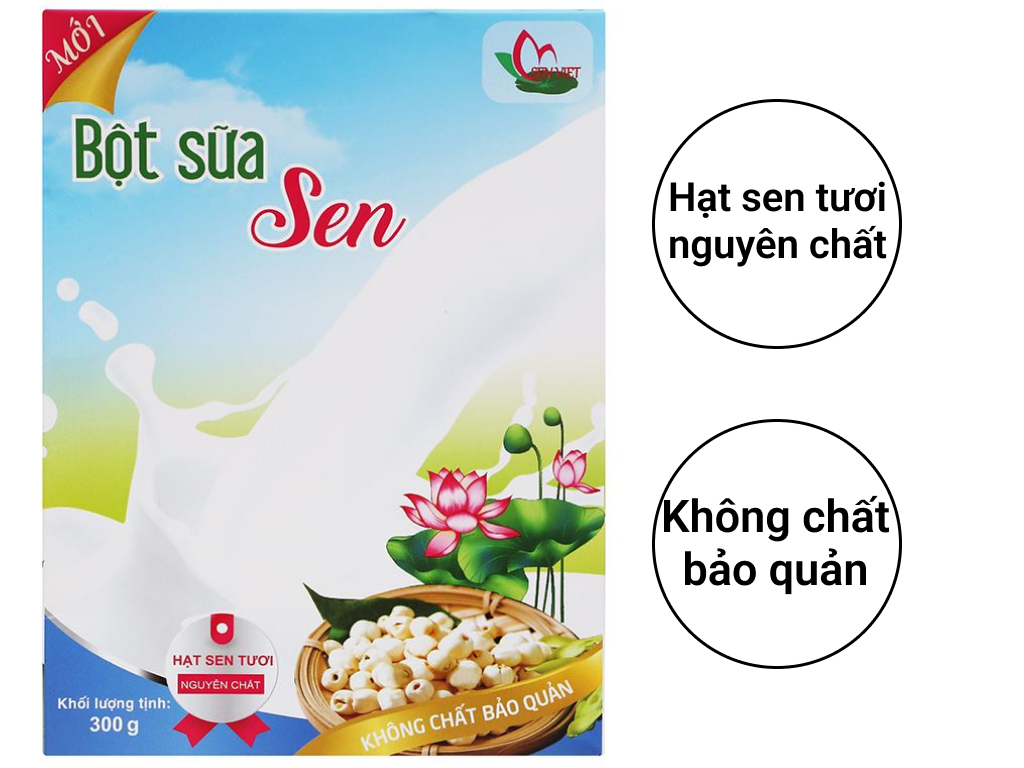 MỚI
SEN VIỆT
Bột sữa
Sen
HẠT SEN TƯƠI
NGUYÊN CHẤT
Khối lượng tịnh:
300 g
KHÔNG CHẤT BẢO QUẢN
Hạt sen tươi
nguyên chất
Không chất
bảo quản